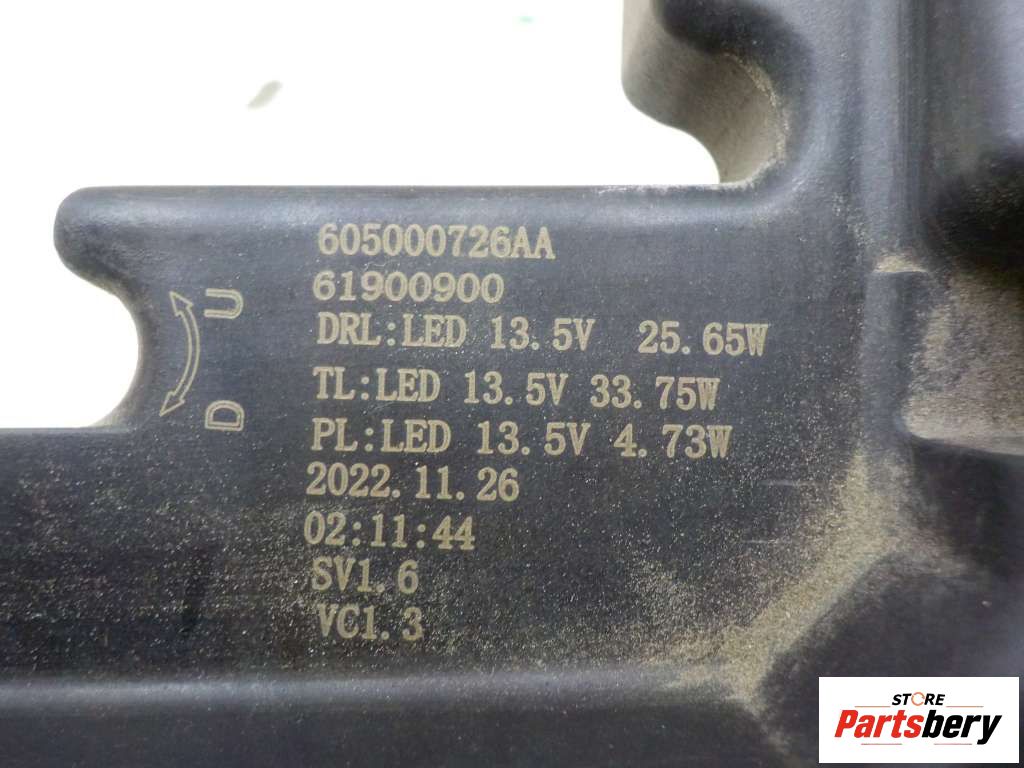 605000726AA
61900900
DRL:LED 13.5V 25.65W
TL:LED 13.5V 33.75W
PL:LED 13.5V 4.73W
2022.11.26
02:11:44
SV1.6
VC1.3
U
D
STORE
Partsbery